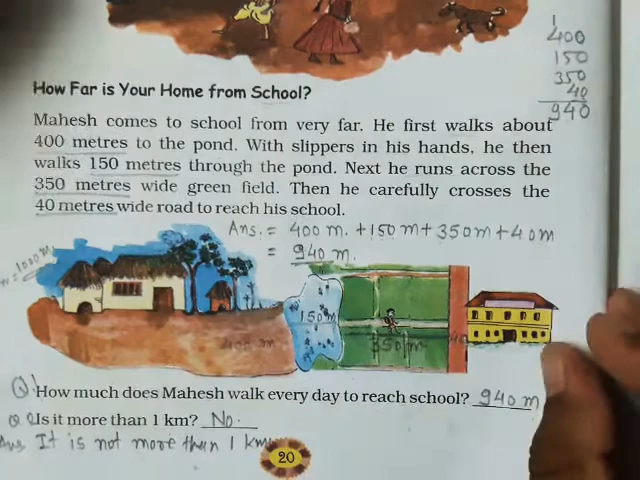 400
150
350
40
940
How Far is Your Home from School?
Mahesh comes to school from very far. He first walks about
400 metres to the pond. With slippers in his hands, he then
walks 150 metres through the pond. Next he runs across the
350 metres wide green field. Then he carefully crosses the
40 metres wide road to reach his school.
Ans. = 400 m. + 150 m + 350 m + 40 m
= 940 m.
= 1000 m
150 m
400 m
350 m
40
Q1 How much does Mahesh walk every day to reach school? 940 m
Q2 Is it more than 1 km? No.
Ans It is not more than 1 km
20